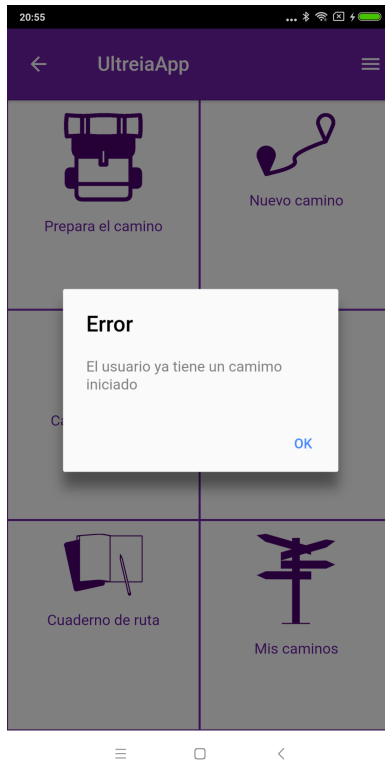 20:55
UltreiaApp
Prepara el camino
Nuevo camino
Error
El usuario ya tiene un camimo
iniciado
OK
Cuaderno de ruta
Mis caminos